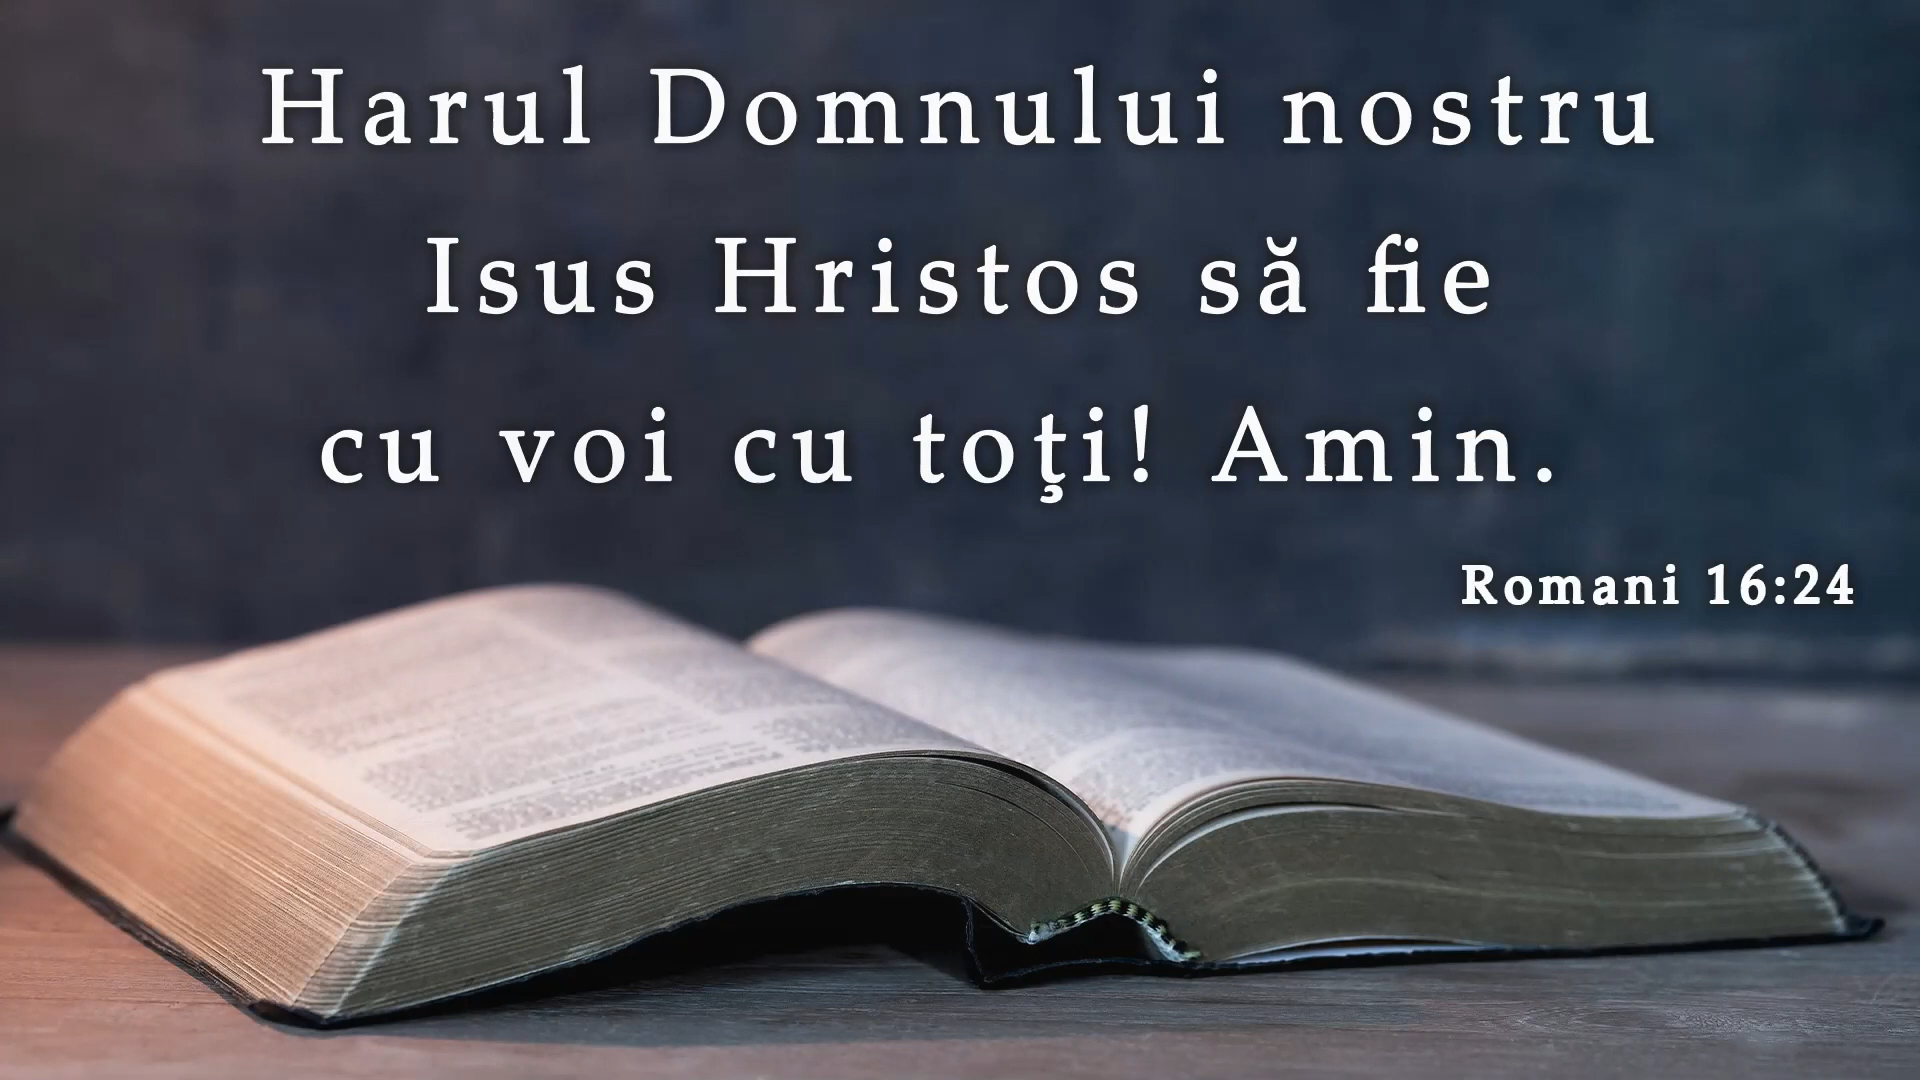 Harul Domnului nostru
Isus Hristos să fie
cu voi cu toţi! Amin.
Romani 16:24